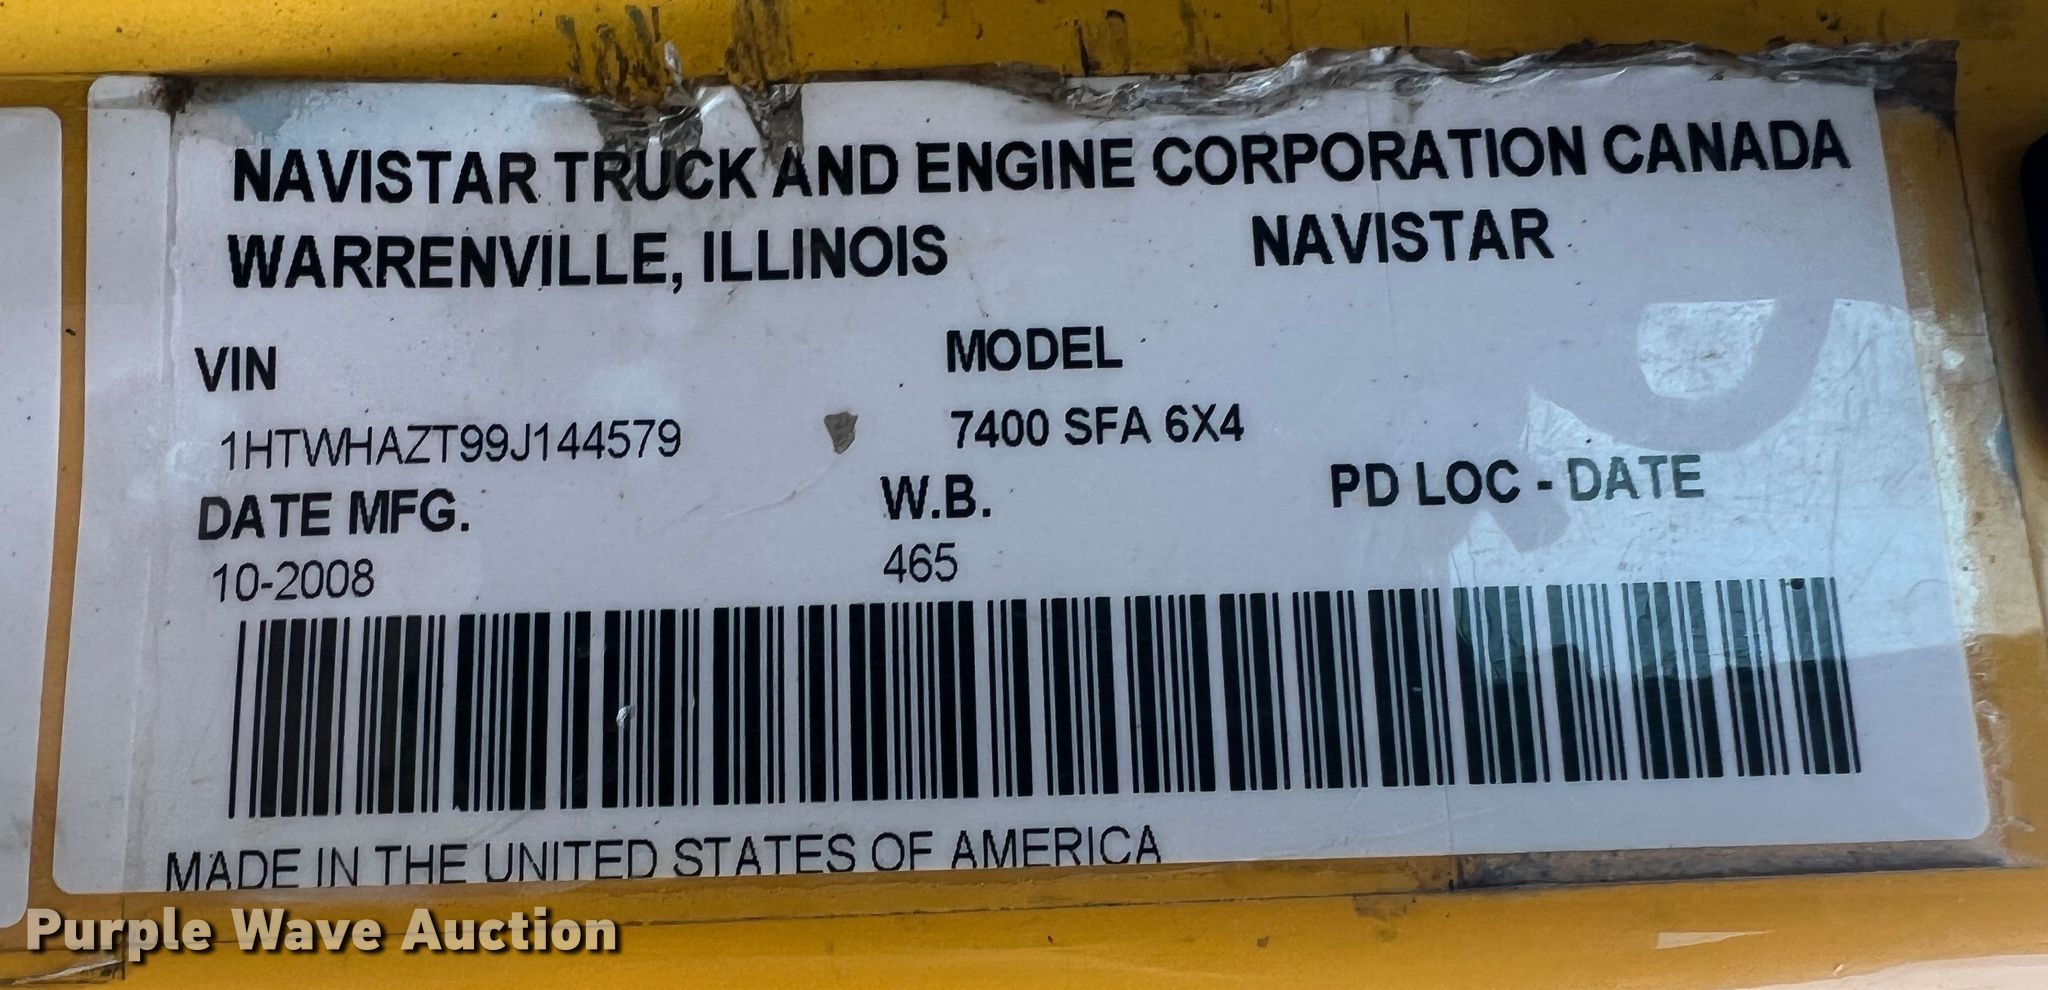 NAVISTAR TRUCK AND ENGINE CORPORATION CANADA
WARRENVILLE, ILLINOIS NAVISTAR
VIN MODEL
1HTWHAZT99J144579 7400 SFA 6X4
DATE MFG. W.B. PD LOC - DATE
10-2008 465
MADE IN THE UNITED STATES OF AMERICA
Purple Wave Auction